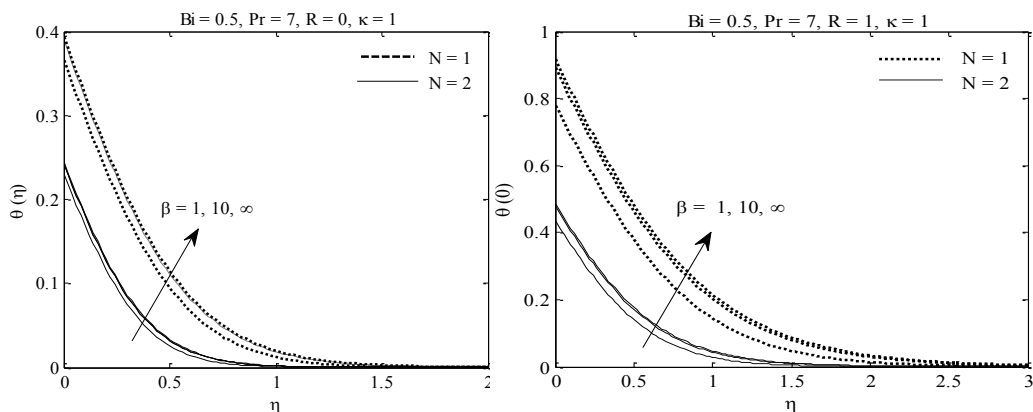 Bi = 0.5, Pr = 7, R = 0, κ = 1
0.4
0.3
0.2
0.1
0
θ (η)
N = 1
N = 2
β = 1, 10, ∞
0 0.5 1 1.5 2
η
Bi = 0.5, Pr = 7, R = 1, κ = 1
1
0.8
0.6
0.4
0.2
0
θ (0)
N = 1
N = 2
β = 1, 10, ∞
0 0.5 1 1.5 2 2.5 3
η